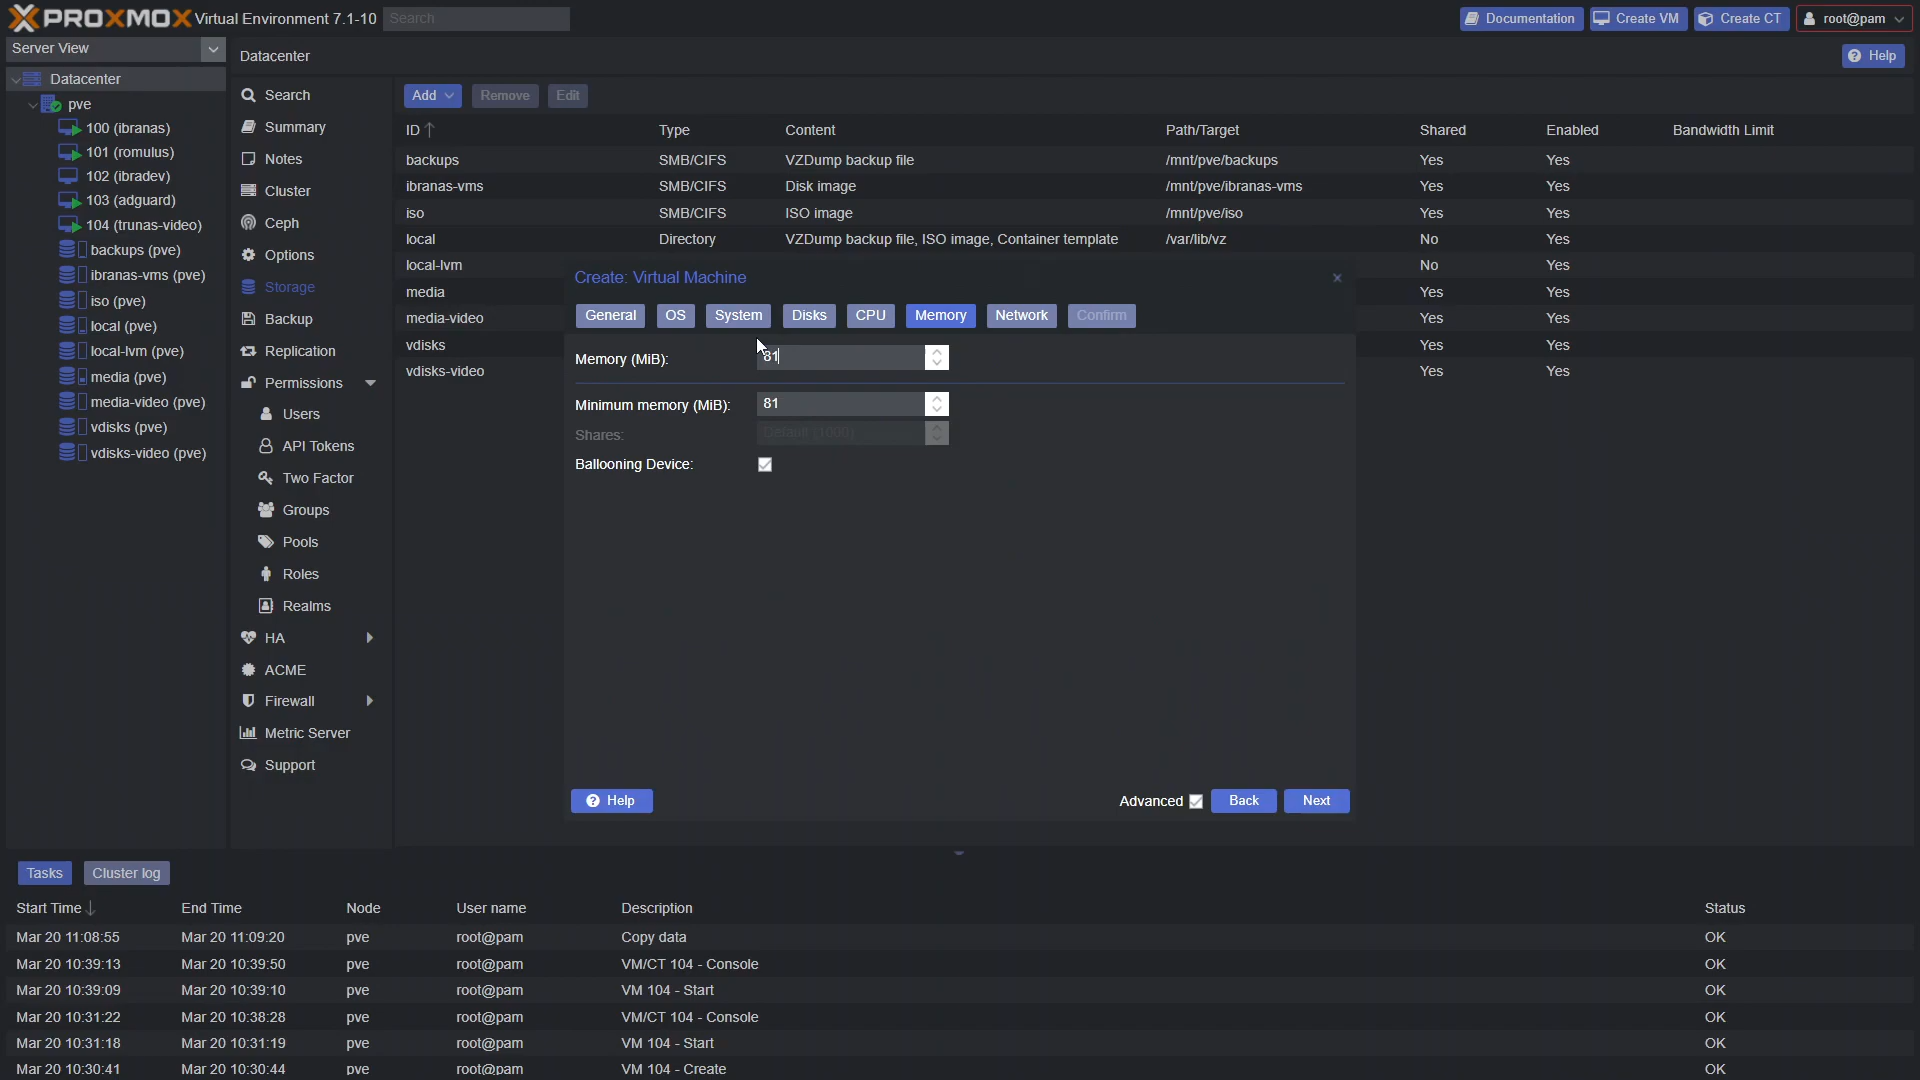 PROXMOX Virtual Environment 7.1-10 Search Documentation Create VM Create CT root@pam
Server View
Datacenter Help
Datacenter
pve
100 (ibranas)
101 (romulus)
102 (ibradev)
103 (adguard)
104 (trunas-video)
backups (pve)
ibranas-vms (pve)
iso (pve)
local (pve)
local-lvm (pve)
media (pve)
media-video (pve)
vdisks (pve)
vdisks-video (pve)
Search
Summary
Notes
Cluster
Ceph
Options
Storage
Backup
Replication
Permissions
Users
API Tokens
Two Factor
Groups
Pools
Roles
Realms
HA
ACME
Firewall
Metric Server
Support
Add Remove Edit
ID Type Content Path/Target Shared Enabled Bandwidth Limit
backups SMB/CIFS VZDump backup file /mnt/pve/backups Yes Yes
ibranas-vms SMB/CIFS Disk image /mnt/pve/ibranas-vms Yes Yes
iso SMB/CIFS ISO image /mnt/pve/iso Yes Yes
local Directory VZDump backup file, ISO image, Container template /var/lib/vz No Yes
local-lvm No Yes
media Yes Yes
media-video Yes Yes
vdisks Yes Yes
vdisks-video Yes Yes
Create: Virtual Machine
General OS System Disks CPU Memory Network Confirm
Memory (MiB): 81
Minimum memory (MiB): 81
Shares: Default (1000)
Ballooning Device:
Help Advanced Back Next
Tasks Cluster log
Start Time End Time Node User name Description Status
Mar 20 11:08:55 Mar 20 11:09:20 pve root@pam Copy data OK
Mar 20 10:39:13 Mar 20 10:39:50 pve root@pam VM/CT 104 - Console OK
Mar 20 10:39:09 Mar 20 10:39:10 pve root@pam VM 104 - Start OK
Mar 20 10:31:22 Mar 20 10:38:28 pve root@pam VM/CT 104 - Console OK
Mar 20 10:31:18 Mar 20 10:31:19 pve root@pam VM 104 - Start OK
Mar 20 10:30:41 Mar 20 10:30:44 pve root@pam VM 104 - Create OK